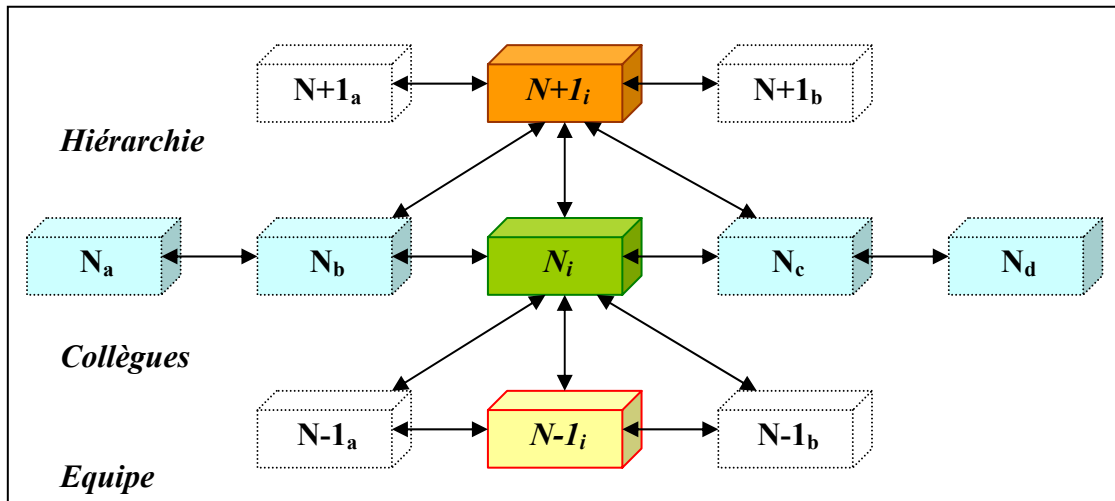 N+1a N+1i N+1b
Hiérarchie
Na Nb Ni Nc Nd
Collègues
N-1a N-1i N-1b
Equipe